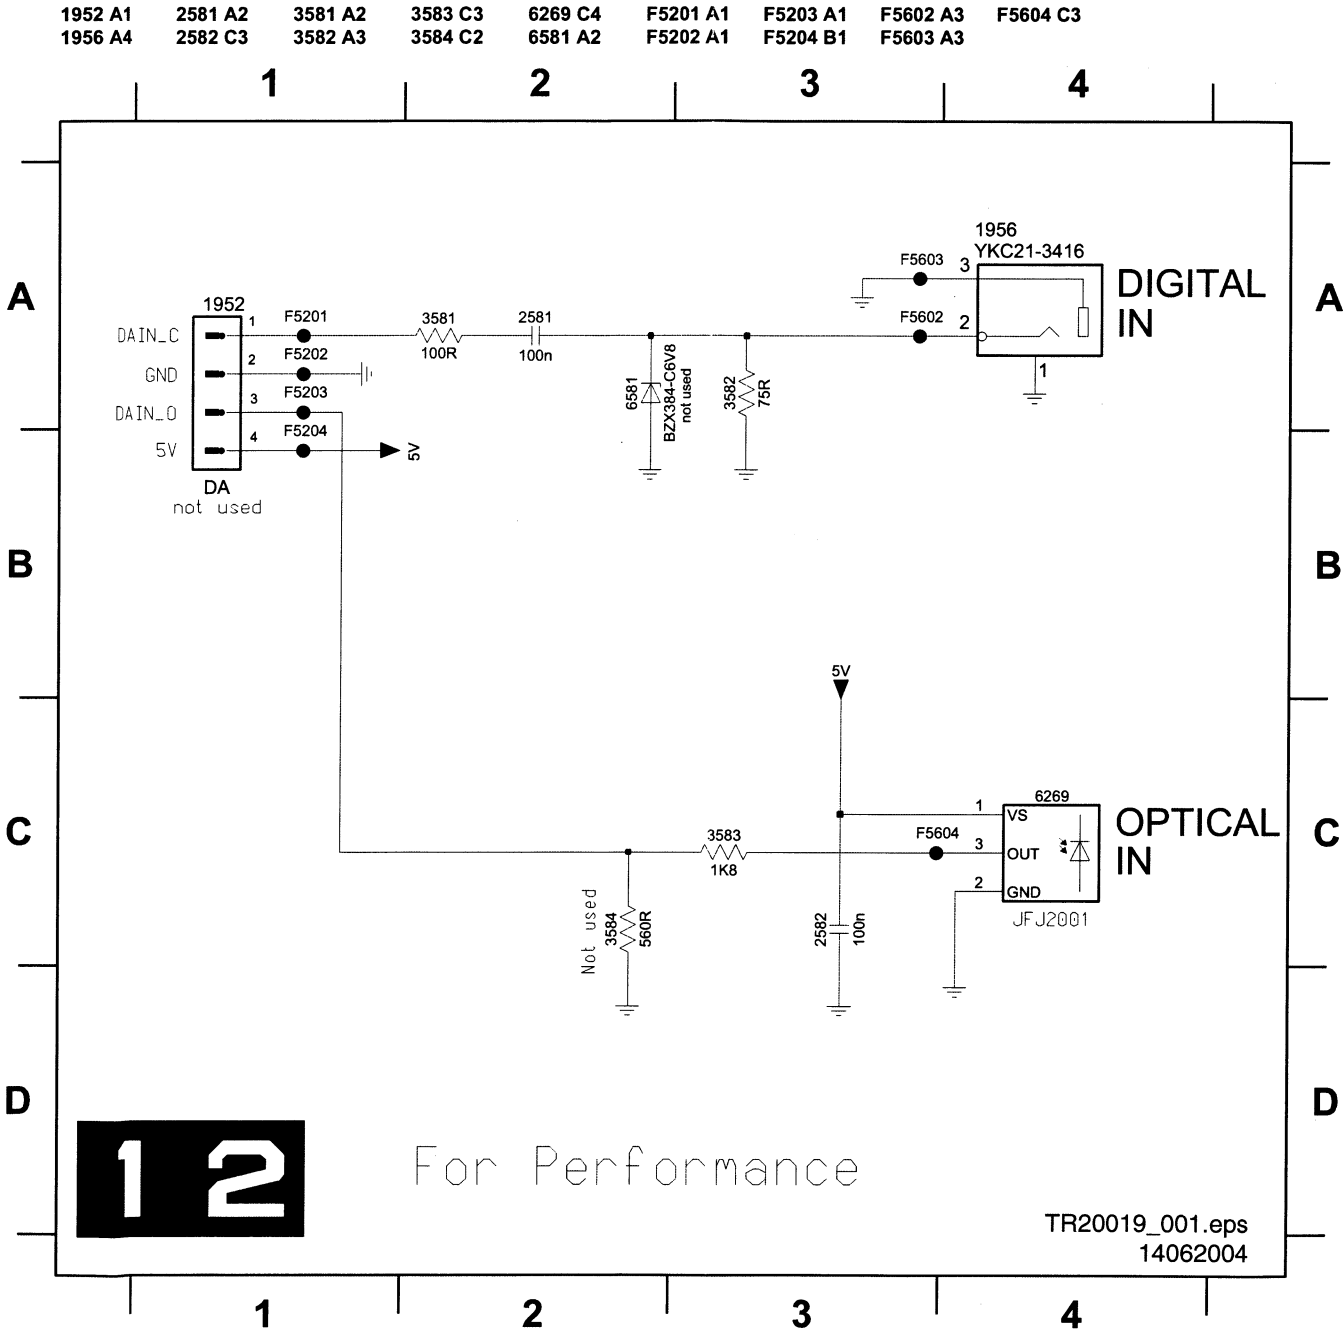 1952 A1 2581 A2 3581 A2 3583 C3 6269 C4 F5201 A1 F5203 A1 F5602 A3 F5604 C3
1956 A4 2582 C3 3582 A3 3584 C2 6581 A2 F5202 A1 F5204 B1 F5603 A3
1 2 3 4
A A
1956
YKC21-3416
F5603 3
DIGITAL
IN
F5602 2
1
1952
DAIN_C 1 F5201
3581
100R
2581
100n
GND 2 F5202
DAIN_O 3 F5203
5V 4 F5204 5V
DA
not used
6581
BZX384-C6V8
not used
3582
75R
B B
5V
C C
6269
1 VS
F5604 3 OUT
2 GND
JFJ2001
OPTICAL
IN
3583
1K8
Not used
3584
560R
2582
100n
D D
12
For Performance
TR20019_001.eps
14062004
1 2 3 4